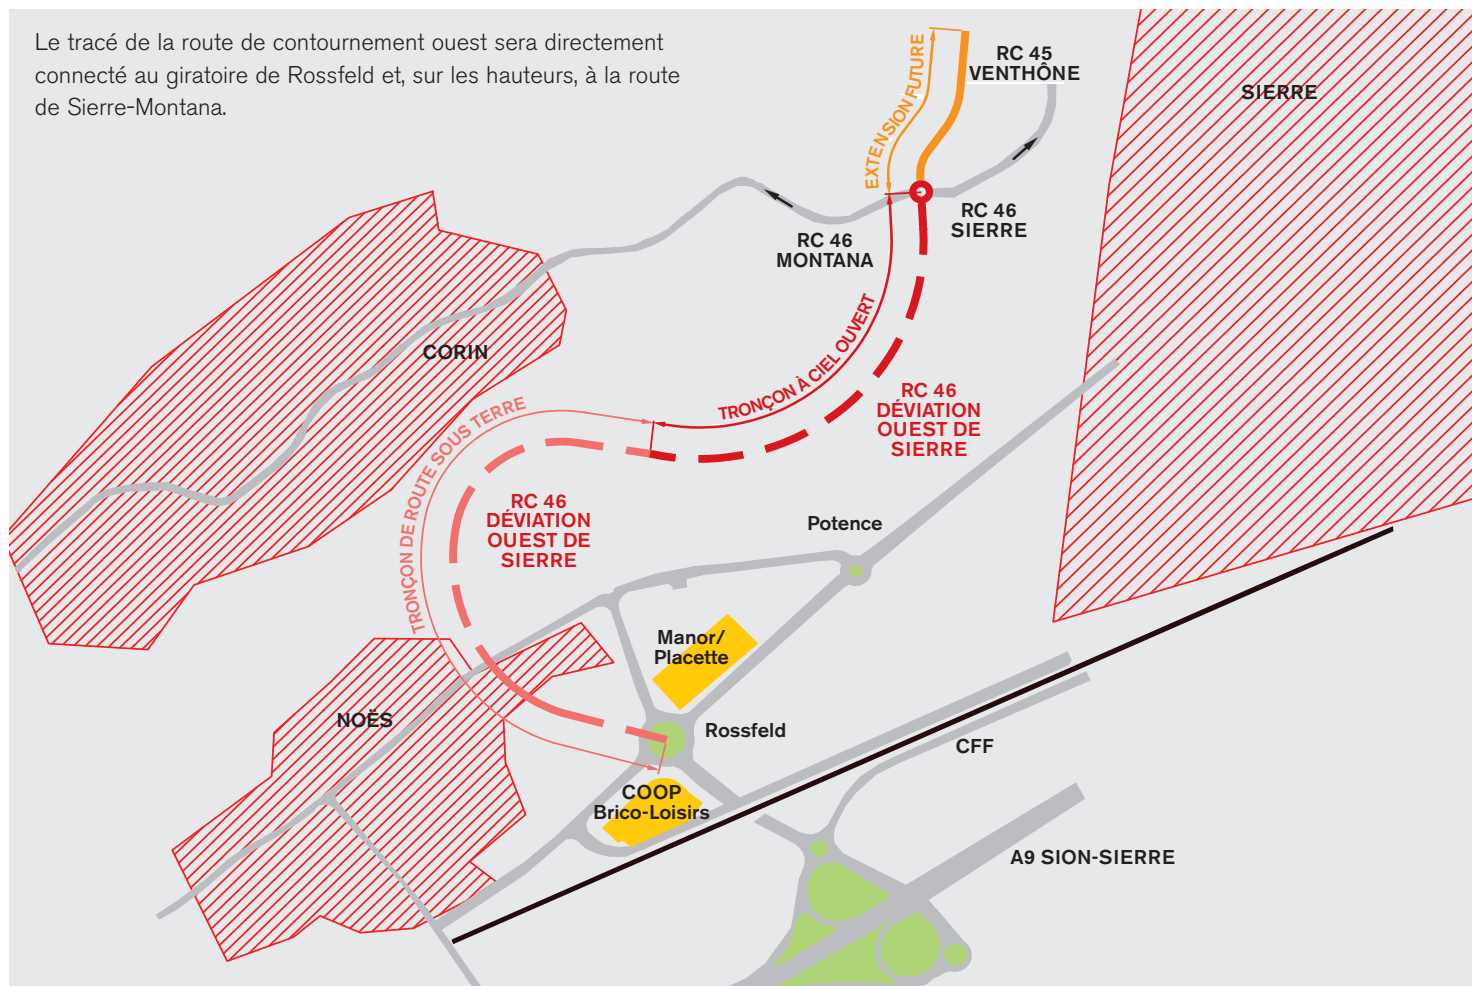 Le tracé de la route de contournement ouest sera directement
connecté au giratoire de Rossfeld et, sur les hauteurs, à la route
de Sierre-Montana.
EXTENSION FUTURE
RC 45
VENTHÔNE
SIERRE
RC 46
SIERRE
RC 46
MONTANA
CORIN
TRONÇON À CIEL OUVERT
RC 46
DÉVIATION
OUEST DE
SIERRE
TRONÇON DE ROUTE SOUS TERRE
RC 46
DÉVIATION
OUEST DE
SIERRE
Potence
Manor/
Placette
NOËS
Rossfeld
CFF
COOP
Brico-Loisirs
A9 SION-SIERRE